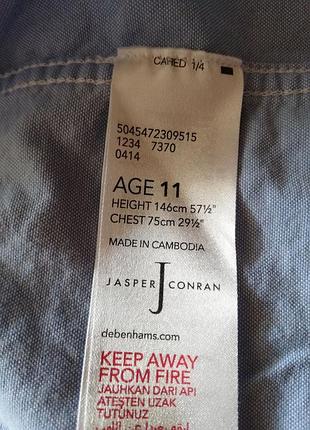 CARED 1/4
5045472309515
1234 7370
0414
AGE 11
HEIGHT 146cm 57½"
CHEST 75cm 29½"
MADE IN CAMBODIA
J
JASPER CONRAN
debenhams.com
KEEP AWAY
FROM FIRE
JAUHKAN DARI API
ATEŞTEN UZAK
TUTUNUZ